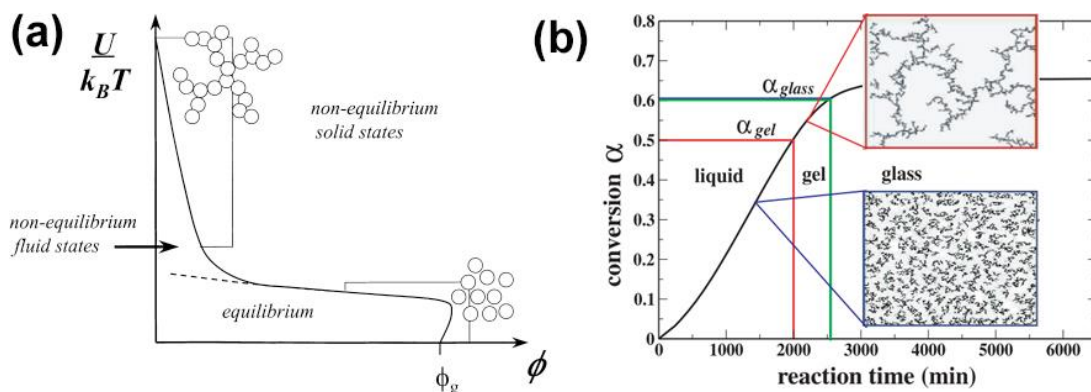 (a)
U
k_B T
non-equilibrium
solid states
non-equilibrium
fluid states
equilibrium
ϕ_g
ϕ
(b)
conversion α
0.8
0.7
0.6
0.5
0.4
0.3
0.2
0.1
0
α_glass
α_gel
liquid
gel
glass
0
1000
2000
3000
4000
5000
6000
reaction time (min)